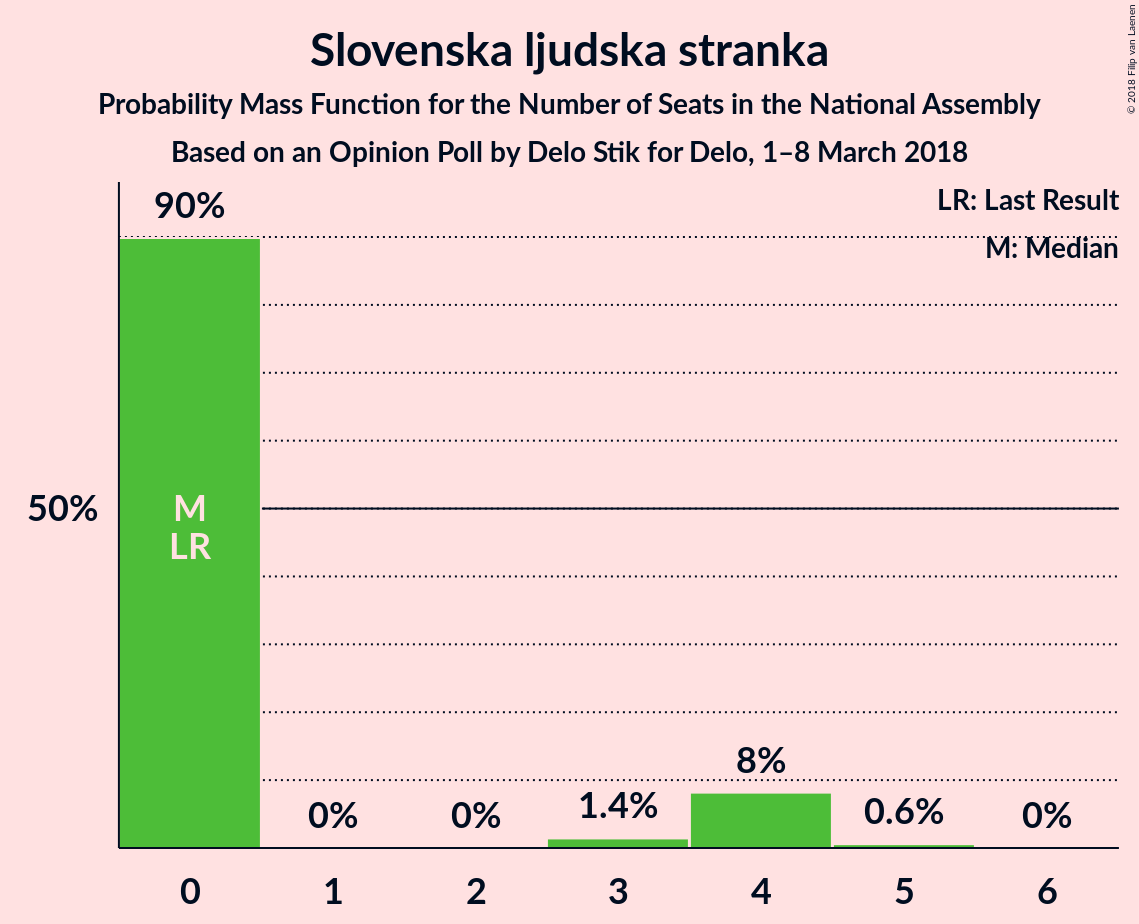 Slovenska ljudska stranka
Probability Mass Function for the Number of Seats in the National Assembly
Based on an Opinion Poll by Delo Stik for Delo, 1–8 March 2018
© 2018 Filip van Laenen
LR: Last Result
M: Median
90%
50%
M
LR
0%
0%
1.4%
8%
0.6%
0%
0
1
2
3
4
5
6